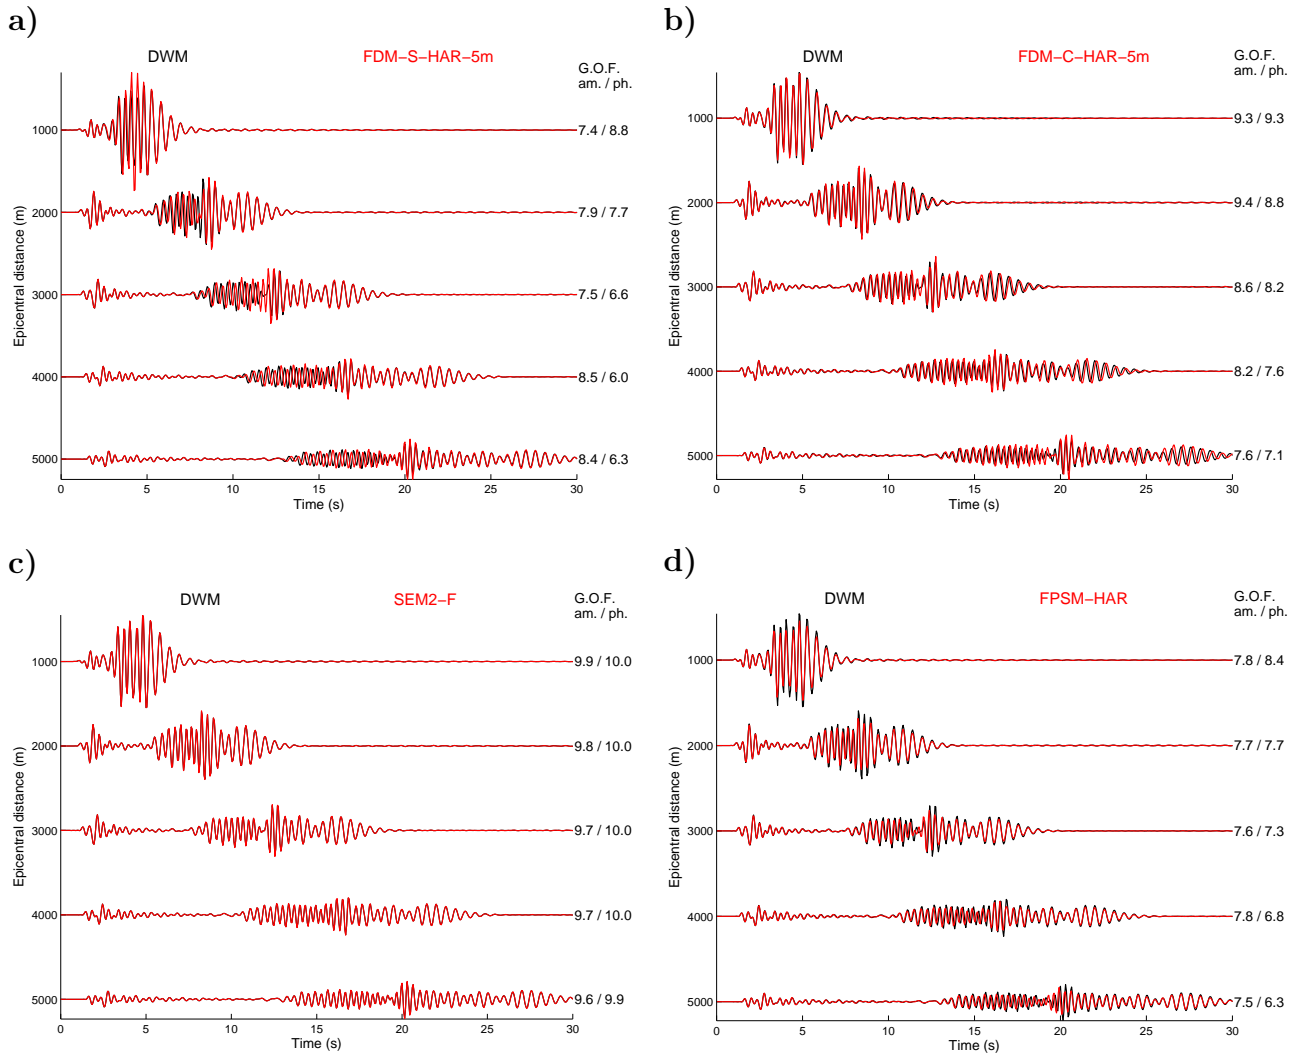 a)
DWM FDM-S-HAR-5m G.O.F.
am. / ph.
Epicentral distance (m)
1000 7.4 / 8.8
2000 7.9 / 7.7
3000 7.5 / 6.6
4000 8.5 / 6.0
5000 8.4 / 6.3
0 5 10 15 20 25 30
Time (s)
b)
DWM FDM-C-HAR-5m G.O.F.
am. / ph.
Epicentral distance (m)
1000 9.3 / 9.3
2000 9.4 / 8.8
3000 8.6 / 8.2
4000 8.2 / 7.6
5000 7.6 / 7.1
0 5 10 15 20 25 30
Time (s)
c)
DWM SEM2-F G.O.F.
am. / ph.
Epicentral distance (m)
1000 9.9 / 10.0
2000 9.8 / 10.0
3000 9.7 / 10.0
4000 9.7 / 10.0
5000 9.6 / 9.9
0 5 10 15 20 25 30
Time (s)
d)
DWM FPSM-HAR G.O.F.
am. / ph.
Epicentral distance (m)
1000 7.8 / 8.4
2000 7.7 / 7.7
3000 7.6 / 7.3
4000 7.8 / 6.8
5000 7.5 / 6.3
0 5 10 15 20 25 30
Time (s)